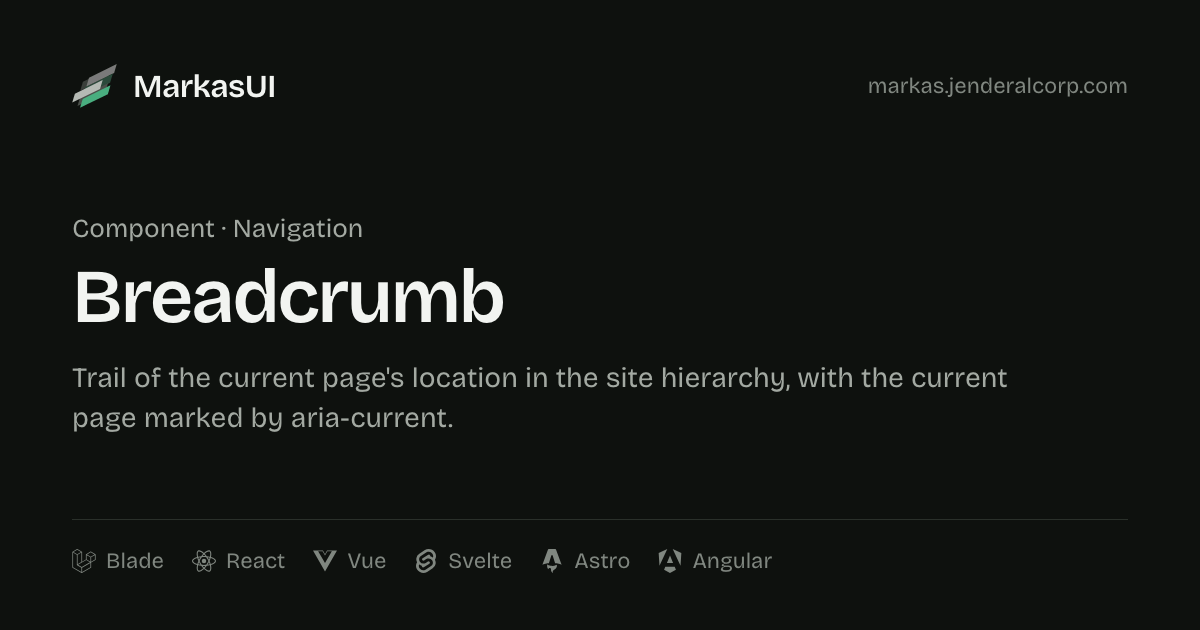 MarkasUI
markas.jenderalcorp.com
Component · Navigation
Breadcrumb
Trail of the current page's location in the site hierarchy, with the current
page marked by aria-current.
Blade React Vue Svelte Astro Angular